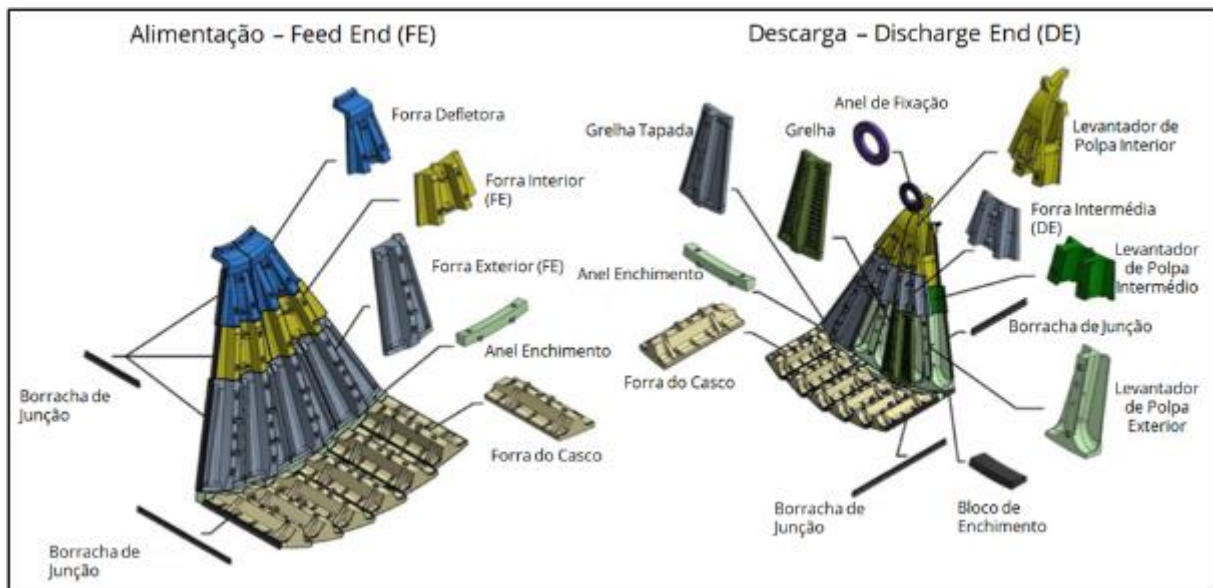 Alimentação – Feed End (FE)
Forra Defletora
Forra Interior
(FE)
Forra Exterior (FE)
Anel Enchimento
Forra do Casco
Borracha de
Junção
Borracha de
Junção
Descarga – Discharge End (DE)
Anel de Fixação
Grelha Tapada
Grelha
Levantador de
Polpa Interior
Forra Intermédia
(DE)
Anel Enchimento
Levantador
de Polpa
Intermédio
Borracha de Junção
Forra do Casco
Levantador
de Polpa
Exterior
Borracha de
Junção
Bloco de
Enchimento